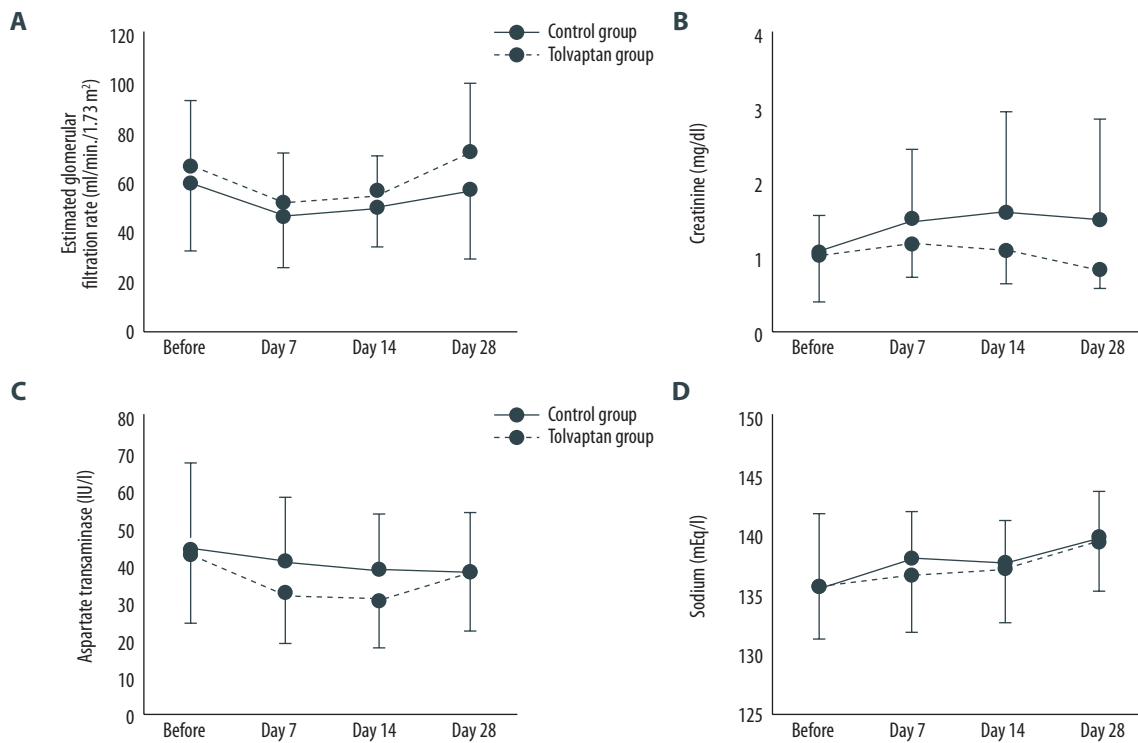 A
Control group
Tolvaptan group
Estimated glomerular
filtration rate (ml/min./1.73 m²)
120
100
80
60
40
20
0
Before Day 7 Day 14 Day 28
B
Creatinine (mg/dl)
4
3
2
1
0
Before Day 7 Day 14 Day 28
C
Control group
Tolvaptan group
Aspartate transaminase (IU/l)
80
70
60
50
40
30
20
10
0
Before Day 7 Day 14 Day 28
D
Sodium (mEq/l)
150
145
140
135
130
125
Before Day 7 Day 14 Day 28